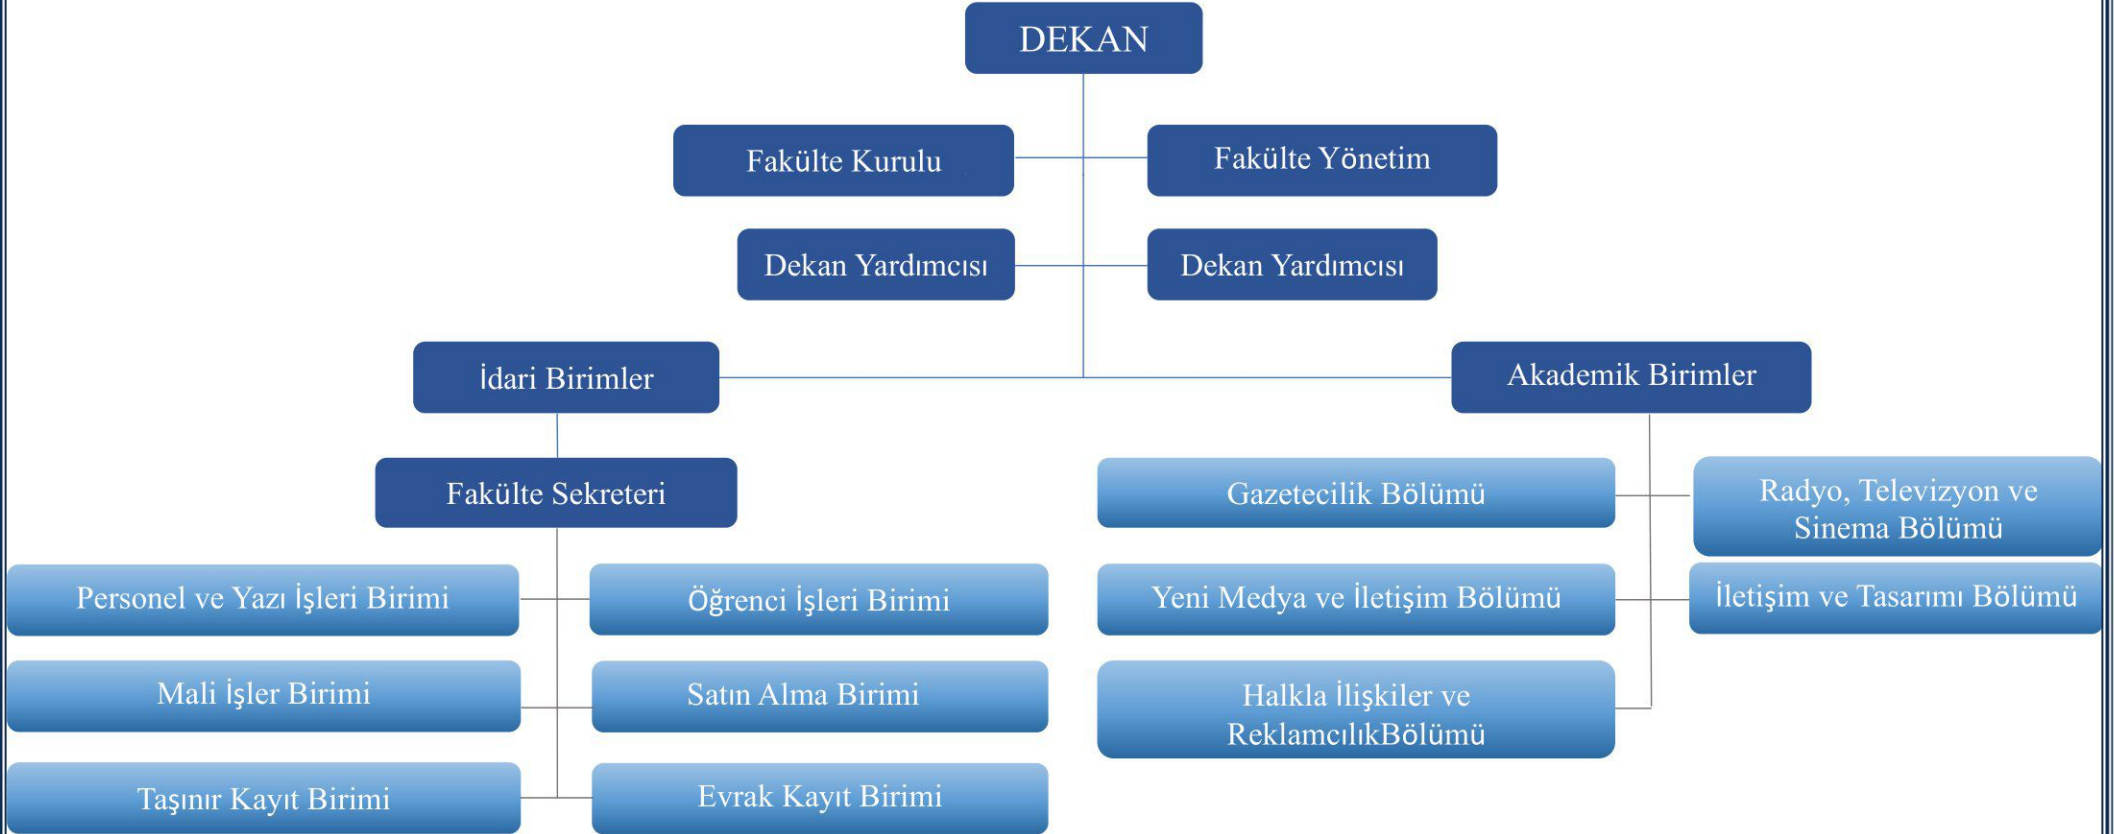 DEKAN
Fakülte Kurulu
Fakülte Yönetim
Dekan Yardımcısı
Dekan Yardımcısı
İdari Birimler
Akademik Birimler
Fakülte Sekreteri
Gazetecilik Bölümü
Radyo, Televizyon ve
Sinema Bölümü
Personel ve Yazı İşleri Birimi
Öğrenci İşleri Birimi
Yeni Medya ve İletişim Bölümü
İletişim ve Tasarımı Bölümü
Mali İşler Birimi
Satın Alma Birimi
Halkla İlişkiler ve
ReklamcılıkBölümü
Taşınır Kayıt Birimi
Evrak Kayıt Birimi